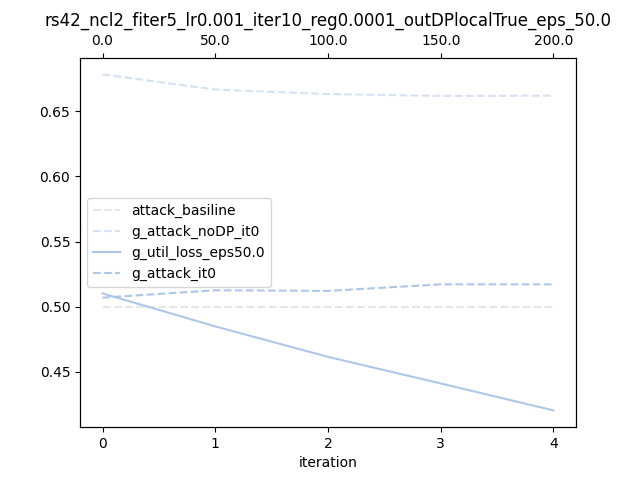 rs42_ncl2_fiter5_lr0.001_iter10_reg0.0001_outDPlocalTrue_eps_50.0
0.0 50.0 100.0 150.0 200.0
0.65
0.60
0.55
0.50
0.45
attack_basiline
g_attack_noDP_it0
g_util_loss_eps50.0
g_attack_it0
0 1 2 3 4
iteration